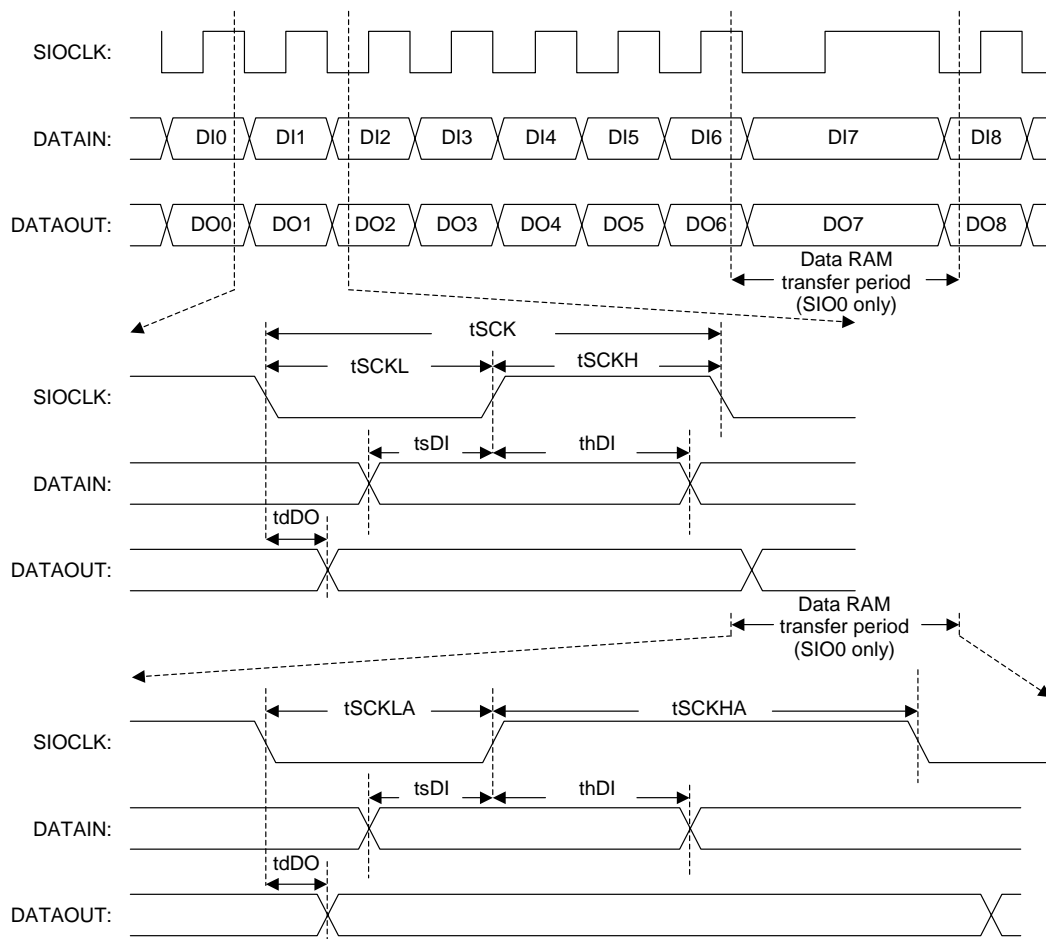 SIOCLK:
DATAIN: DI0 DI1 DI2 DI3 DI4 DI5 DI6 DI7 DI8
DATAOUT: DO0 DO1 DO2 DO3 DO4 DO5 DO6 DO7 DO8
Data RAM
transfer period
(SIO0 only)
tSCK
tSCKL tSCKH
SIOCLK:
tsDI thDI
DATAIN:
tdDO
DATAOUT:
Data RAM
transfer period
(SIO0 only)
tSCKLA tSCKHA
SIOCLK:
tsDI thDI
DATAIN:
tdDO
DATAOUT: